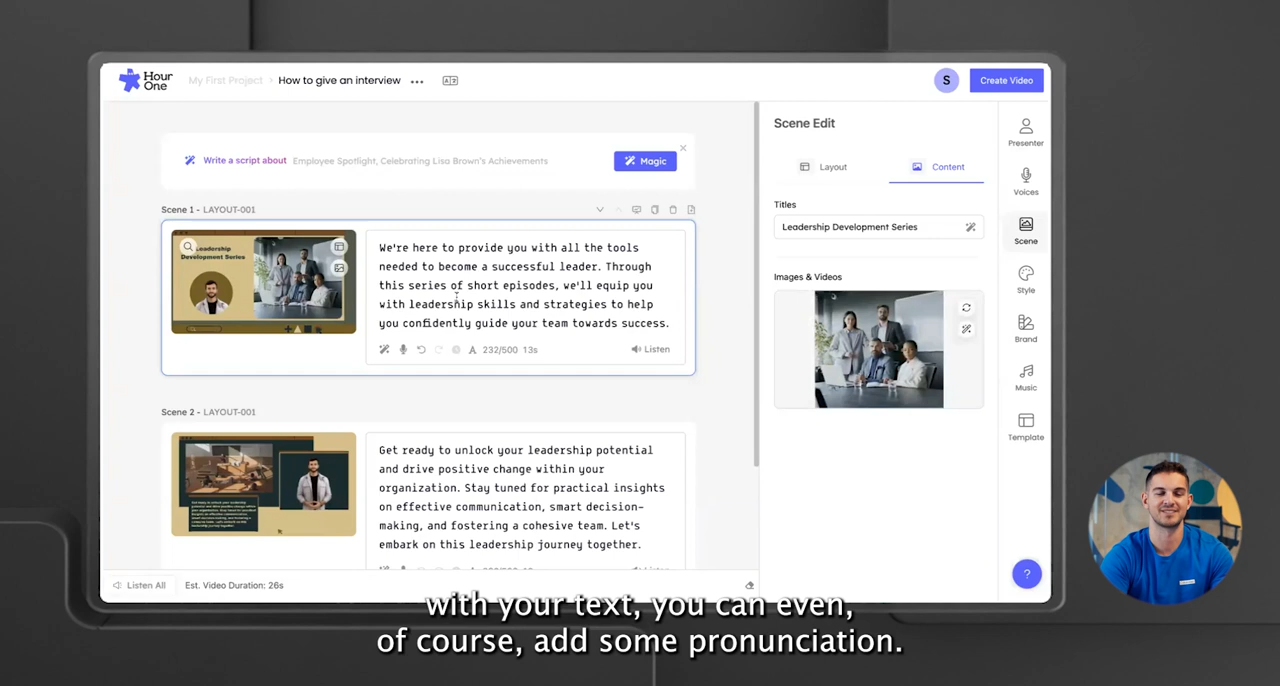 Hour
One
My First Project > How to give an interview ...
S
Create Video
Write a script about Employee Spotlight, Celebrating Lisa Brown's Achievements
Magic
Scene 1 - LAYOUT-001
Leadership
Development Series
We're here to provide you with all the tools
needed to become a successful leader. Through
this series of short episodes, we'll equip you
with leadership skills and strategies to help
you confidently guide your team towards success.
A 232/500 13s
Listen
Scene 2 - LAYOUT-001
Get ready to unlock your leadership potential
and drive positive change within your
organization. Stay tuned for practical insights
on effective communication, smart decision-
making, and fostering a cohesive team. Let's
embark on this leadership journey together.
Listen All
Est. Video Duration: 26s
Scene Edit
Layout
Content
Titles
Leadership Development Series
Images & Videos
Presenter
Voices
Scene
Style
Brand
Music
Template
?
with your text, you can even,
of course, add some pronunciation.